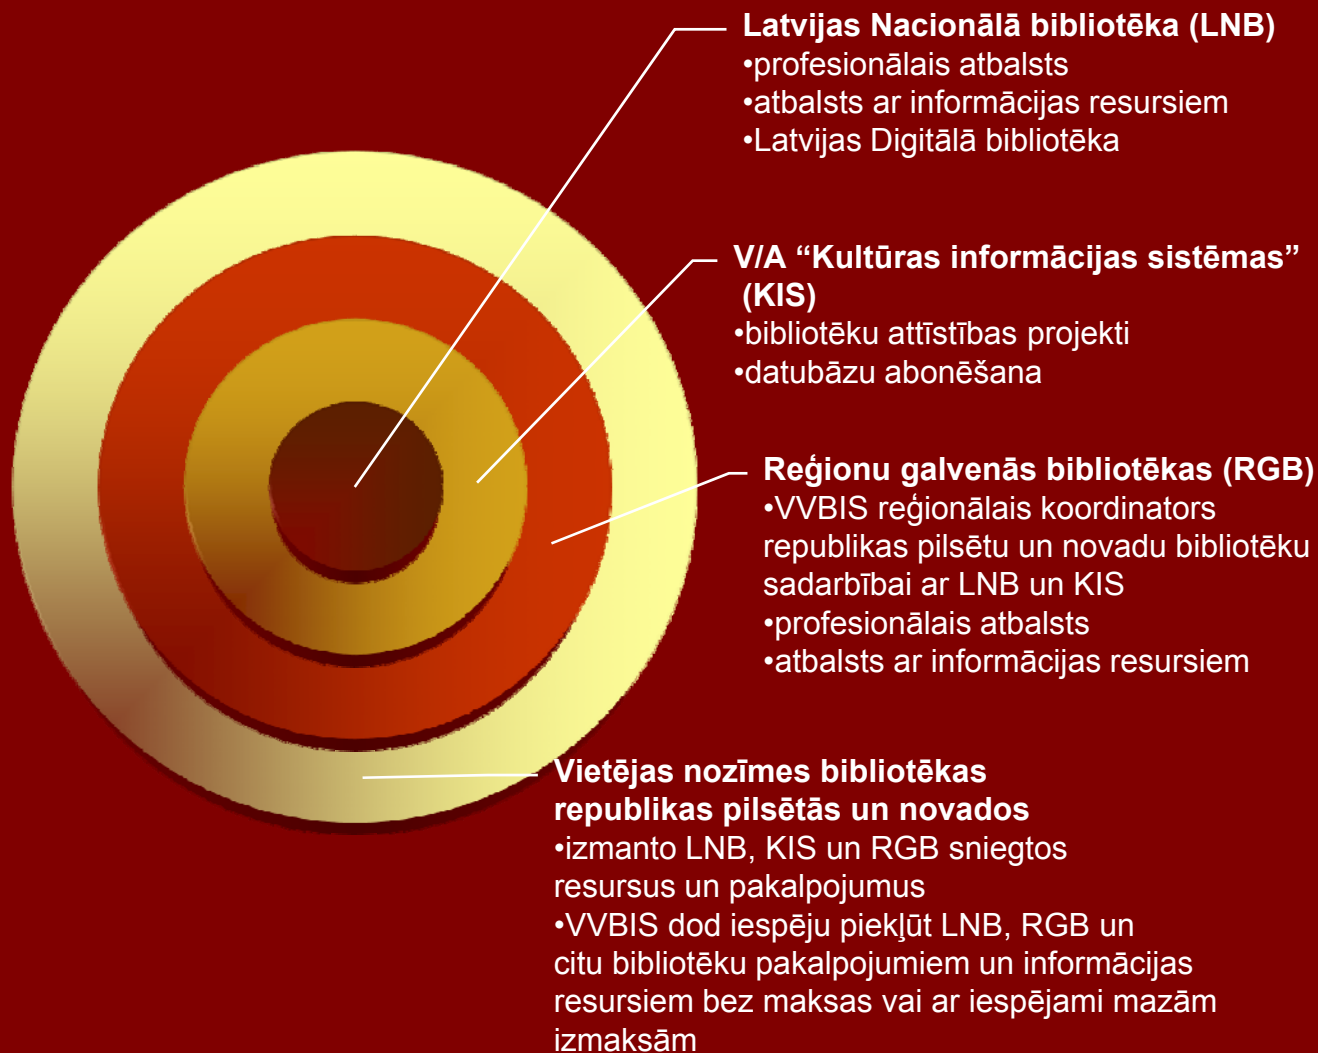 Latvijas Nacionālā bibliotēka (LNB)
•profesionālais atbalsts
•atbalsts ar informācijas resursiem
•Latvijas Digitālā bibliotēka
V/A “Kultūras informācijas sistēmas”
(KIS)
•bibliotēku attīstības projekti
•datubāzu abonēšana
Reģionu galvenās bibliotēkas (RGB)
•VVBIS reģionālais koordinators
republikas pilsētu un novadu bibliotēku
sadarbībai ar LNB un KIS
•profesionālais atbalsts
•atbalsts ar informācijas resursiem
Vietējas nozīmes bibliotēkas
republikas pilsētās un novados
•izmanto LNB, KIS un RGB sniegtos
resursus un pakalpojumus
•VVBIS dod iespēju piekļūt LNB, RGB un
citu bibliotēku pakalpojumiem un informācijas
resursiem bez maksas vai ar iespējami mazām
izmaksām